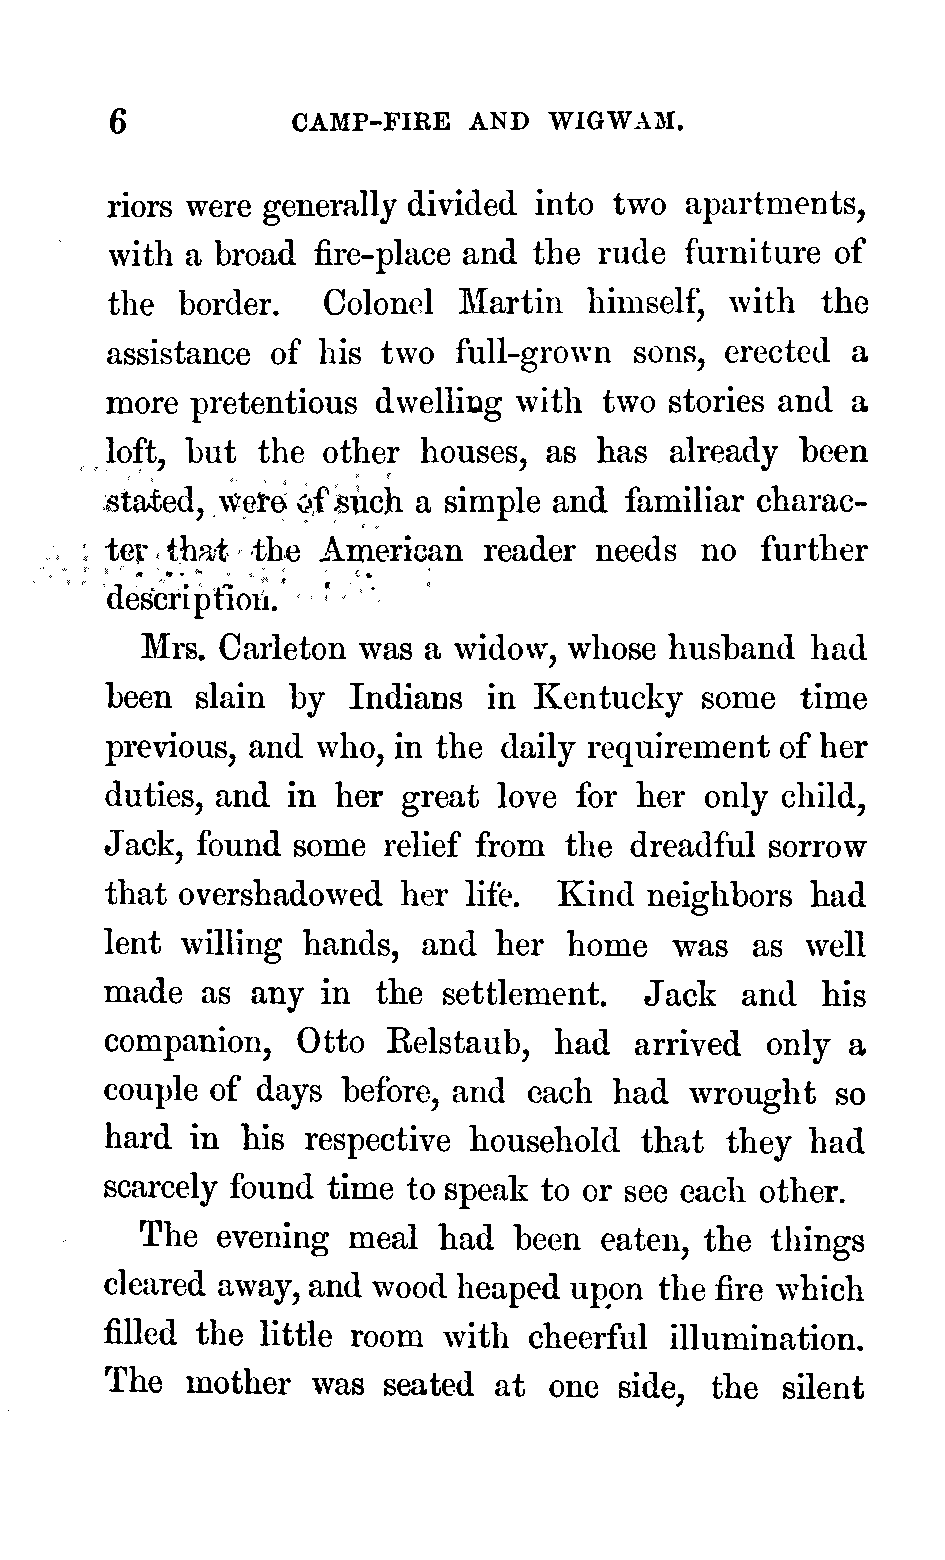 6 CAMP-FIRE AND WIGWAM.
riors were generally divided into two apartments,
with a broad fire-place and the rude furniture of
the border. Colonel Martin himself, with the
assistance of his two full-grown sons, erected a
more pretentious dwelling with two stories and a
loft, but the other houses, as has already been
stated, were of such a simple and familiar charac-
ter that the American reader needs no further
description.
Mrs. Carleton was a widow, whose husband had
been slain by Indians in Kentucky some time
previous, and who, in the daily requirement of her
duties, and in her great love for her only child,
Jack, found some relief from the dreadful sorrow
that overshadowed her life. Kind neighbors had
lent willing hands, and her home was as well
made as any in the settlement. Jack and his
companion, Otto Relstaub, had arrived only a
couple of days before, and each had wrought so
hard in his respective household that they had
scarcely found time to speak to or see each other.
The evening meal had been eaten, the things
cleared away, and wood heaped upon the fire which
filled the little room with cheerful illumination.
The mother was seated at one side, the silent